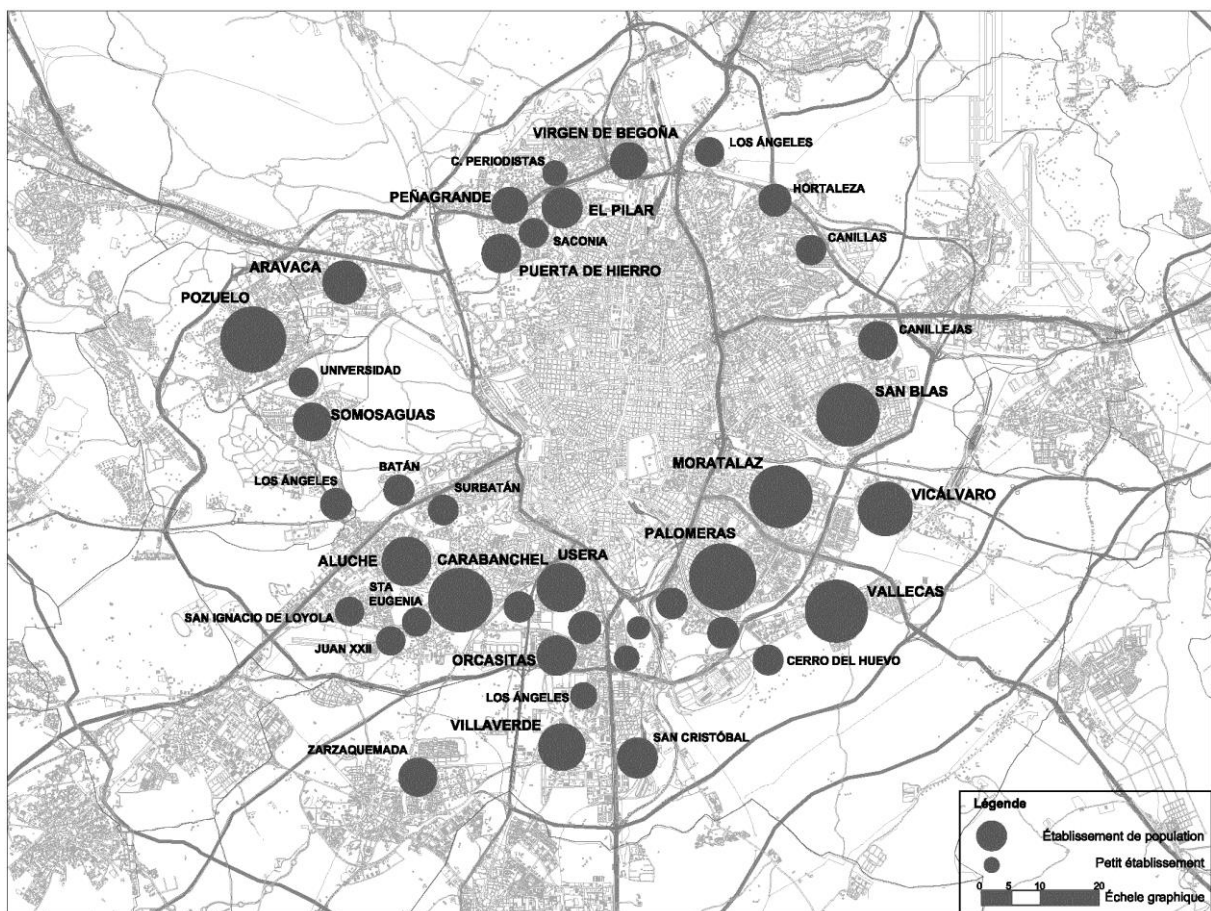 VIRGEN DE BEGOÑA
LOS ÁNGELES
C. PERIODISTAS
PEÑAGRANDE
HORTALEZA
EL PILAR
SACONIA
CANILLAS
PUERTA DE HIERRO
ARAVACA
POZUELO
CANILLEJAS
UNIVERSIDAD
SAN BLAS
SOMOSAGUAS
MORATALAZ
BATÁN
LOS ÁNGELES
SURBATÁN
VICÁLVARO
PALOMERAS
ALUCHE
CARABANCHEL
USERA
STA
EUGENIA
VALLECAS
SAN IGNACIO DE LOYOLA
JUAN XXII
ORCASITAS
CERRO DEL HUEVO
LOS ÁNGELES
VILLAVERDE
SAN CRISTÓBAL
ZARZAQUEMADA
Légende
Établissement de population
Petit établissement
0 5 10 20
Échele graphique